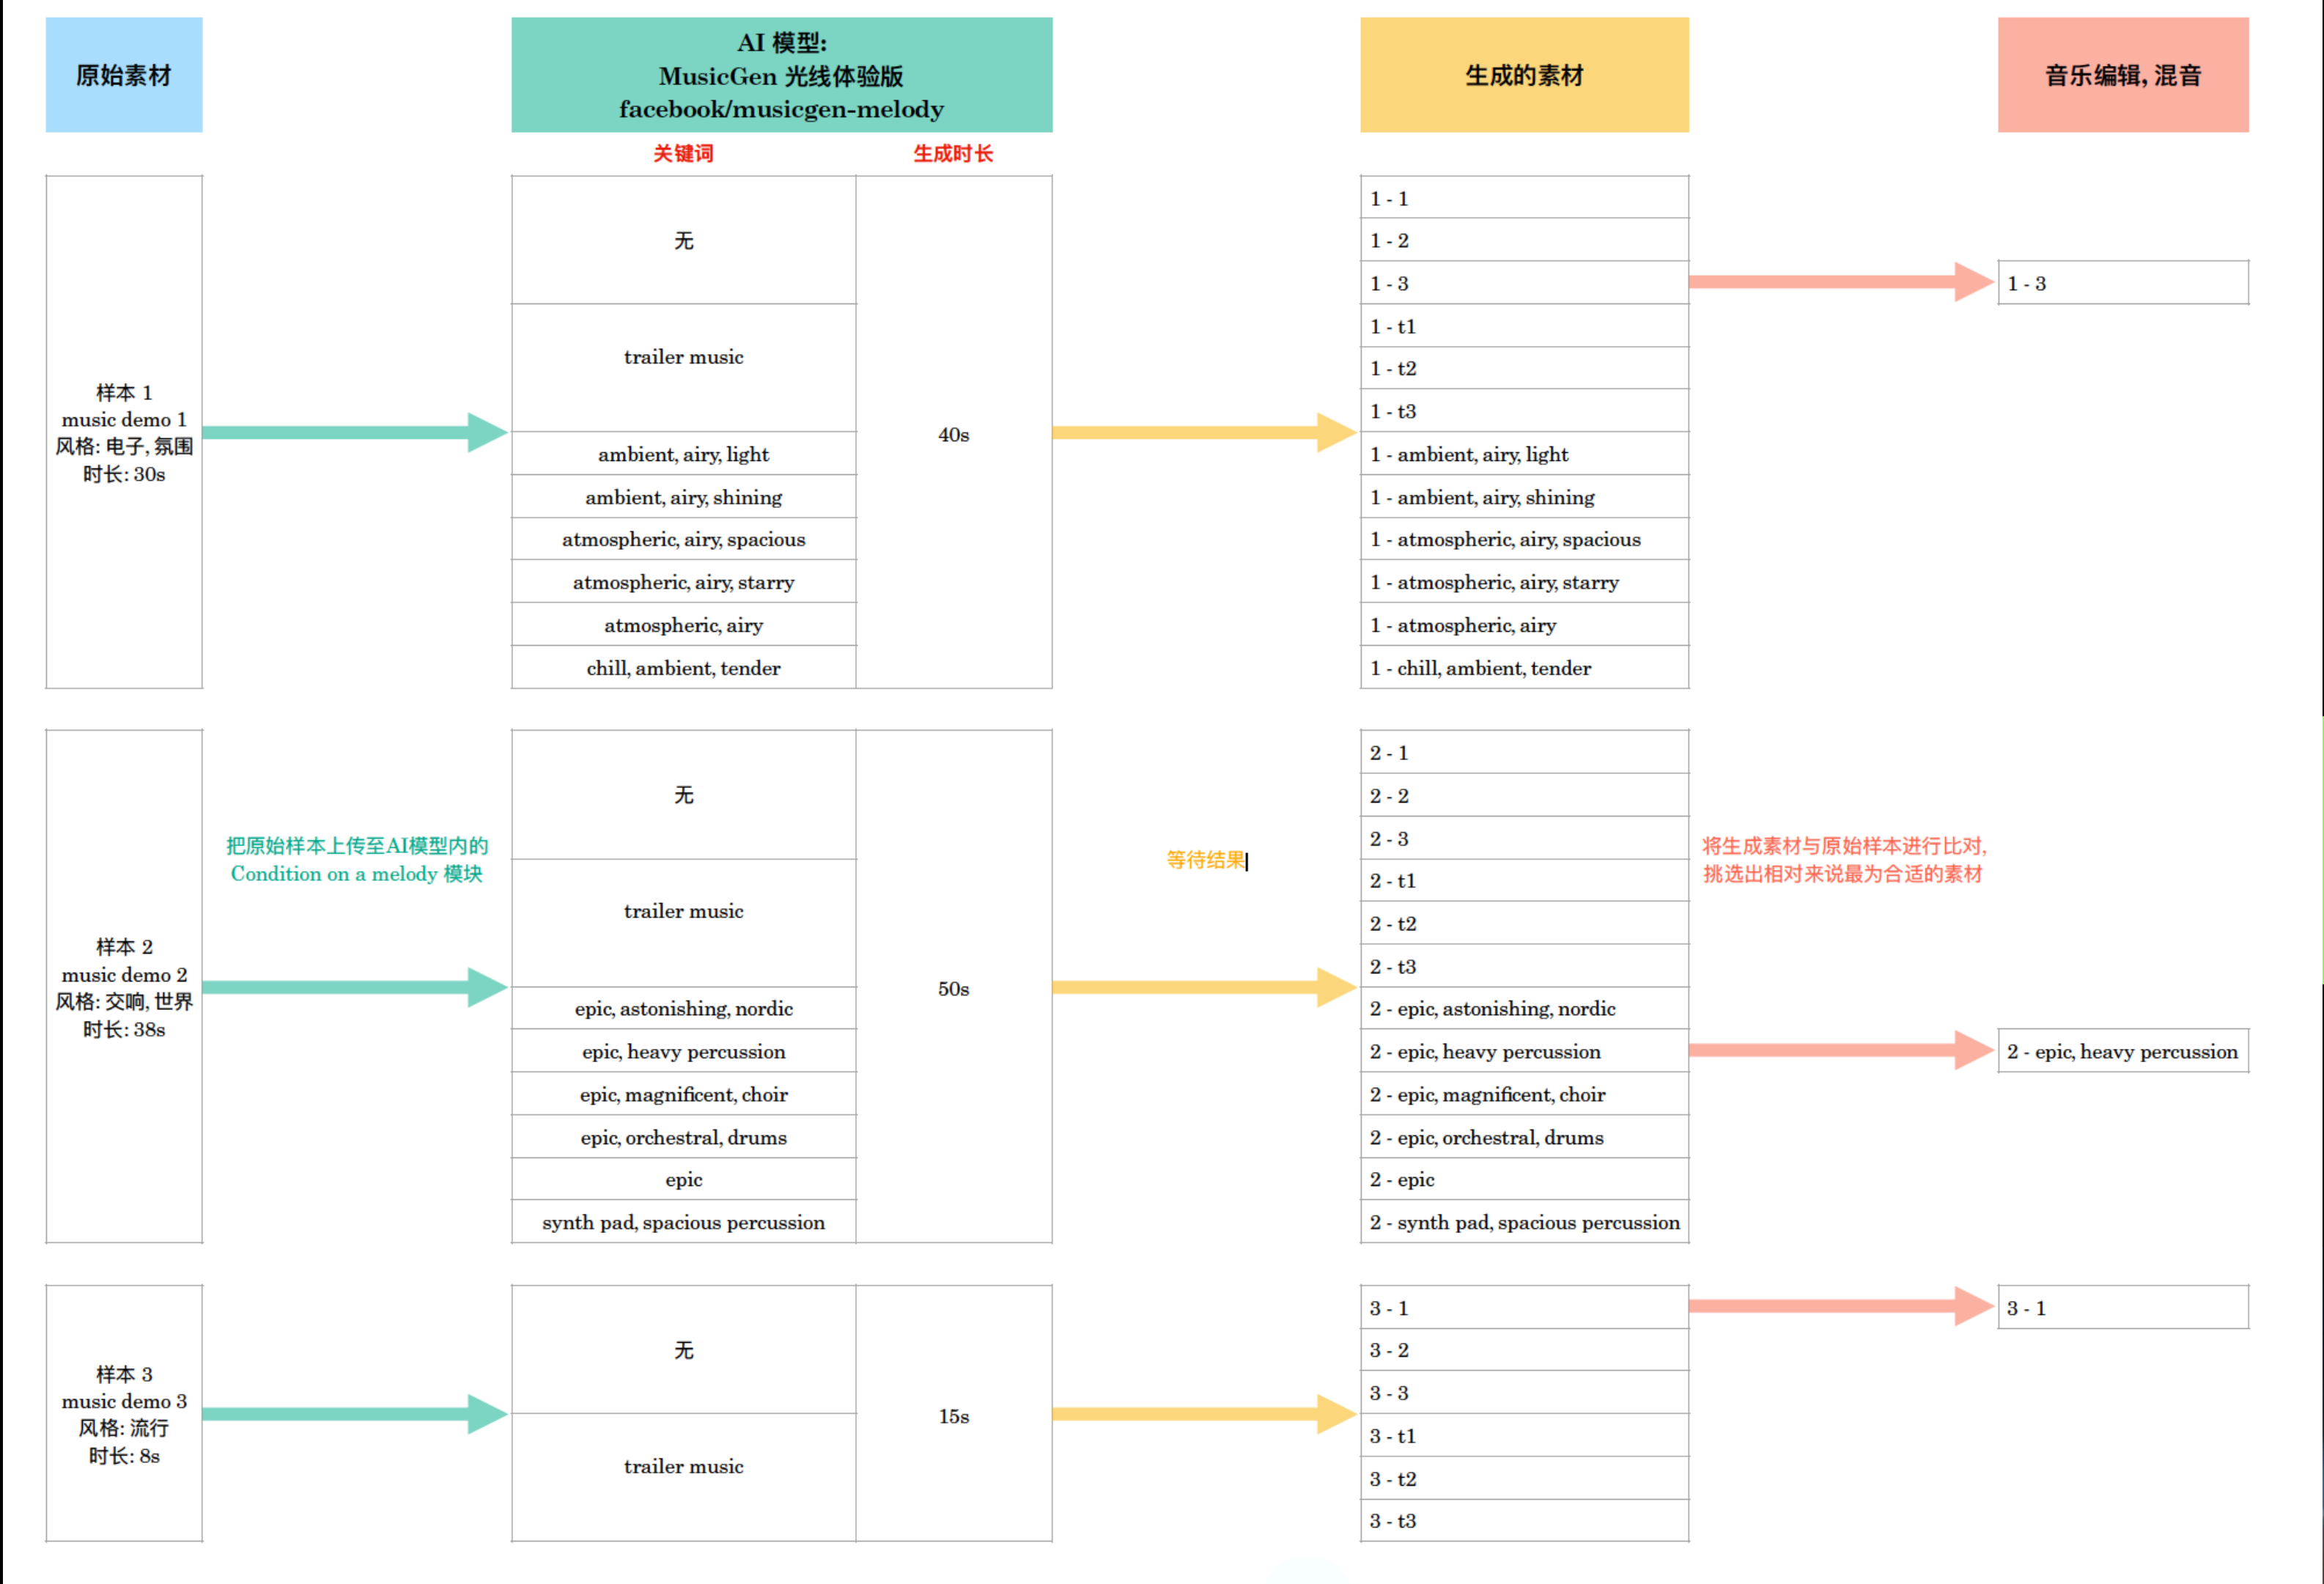 原始素材
AI 模型:
MusicGen 光线体验版
facebook/musicgen-melody
生成的素材
音乐编辑, 混音
关键词
生成时长
样本 1
music demo 1
风格: 电子, 氛围
时长: 30s
无
trailer music
ambient, airy, light
ambient, airy, shining
atmospheric, airy, spacious
atmospheric, airy, starry
atmospheric, airy
chill, ambient, tender
40s
1 - 1
1 - 2
1 - 3
1 - t1
1 - t2
1 - t3
1 - ambient, airy, light
1 - ambient, airy, shining
1 - atmospheric, airy, spacious
1 - atmospheric, airy, starry
1 - atmospheric, airy
1 - chill, ambient, tender
1 - 3
样本 2
music demo 2
风格: 交响, 世界
时长: 38s
把原始样本上传至AI模型内的
Condition on a melody 模块
无
trailer music
epic, astonishing, nordic
epic, heavy percussion
epic, magnificent, choir
epic, orchestral, drums
epic
synth pad, spacious percussion
50s
等待结果
2 - 1
2 - 2
2 - 3
2 - t1
2 - t2
2 - t3
2 - epic, astonishing, nordic
2 - epic, heavy percussion
2 - epic, magnificent, choir
2 - epic, orchestral, drums
2 - epic
2 - synth pad, spacious percussion
将生成素材与原始样本进行比对,
挑选出相对来说最为合适的素材
2 - epic, heavy percussion
样本 3
music demo 3
风格: 流行
时长: 8s
无
trailer music
15s
3 - 1
3 - 2
3 - 3
3 - t1
3 - t2
3 - t3
3 - 1